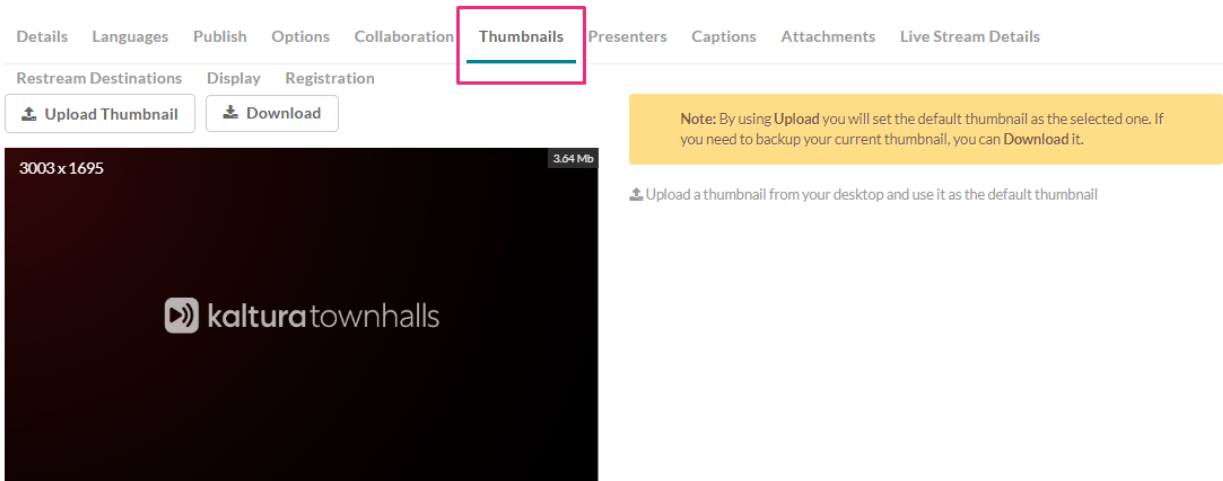 Details Languages Publish Options Collaboration Thumbnails Presenters Captions Attachments Live Stream Details
Restream Destinations Display Registration
Upload Thumbnail Download
Note: By using Upload you will set the default thumbnail as the selected one. If
you need to backup your current thumbnail, you can Download it.
3003 x 1695 3.64 Mb
Upload a thumbnail from your desktop and use it as the default thumbnail
kaltura townhalls